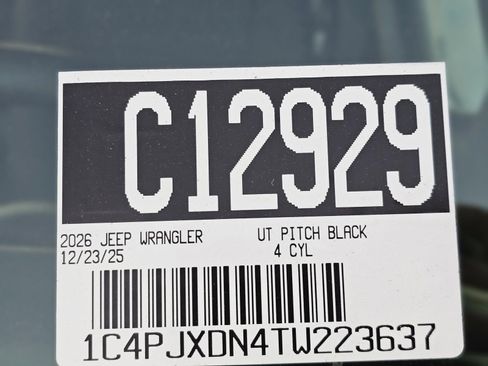 C12929
2026 JEEP WRANGLER UT PITCH BLACK
12/23/25 4 CYL
1C4PJXDN4TW223637